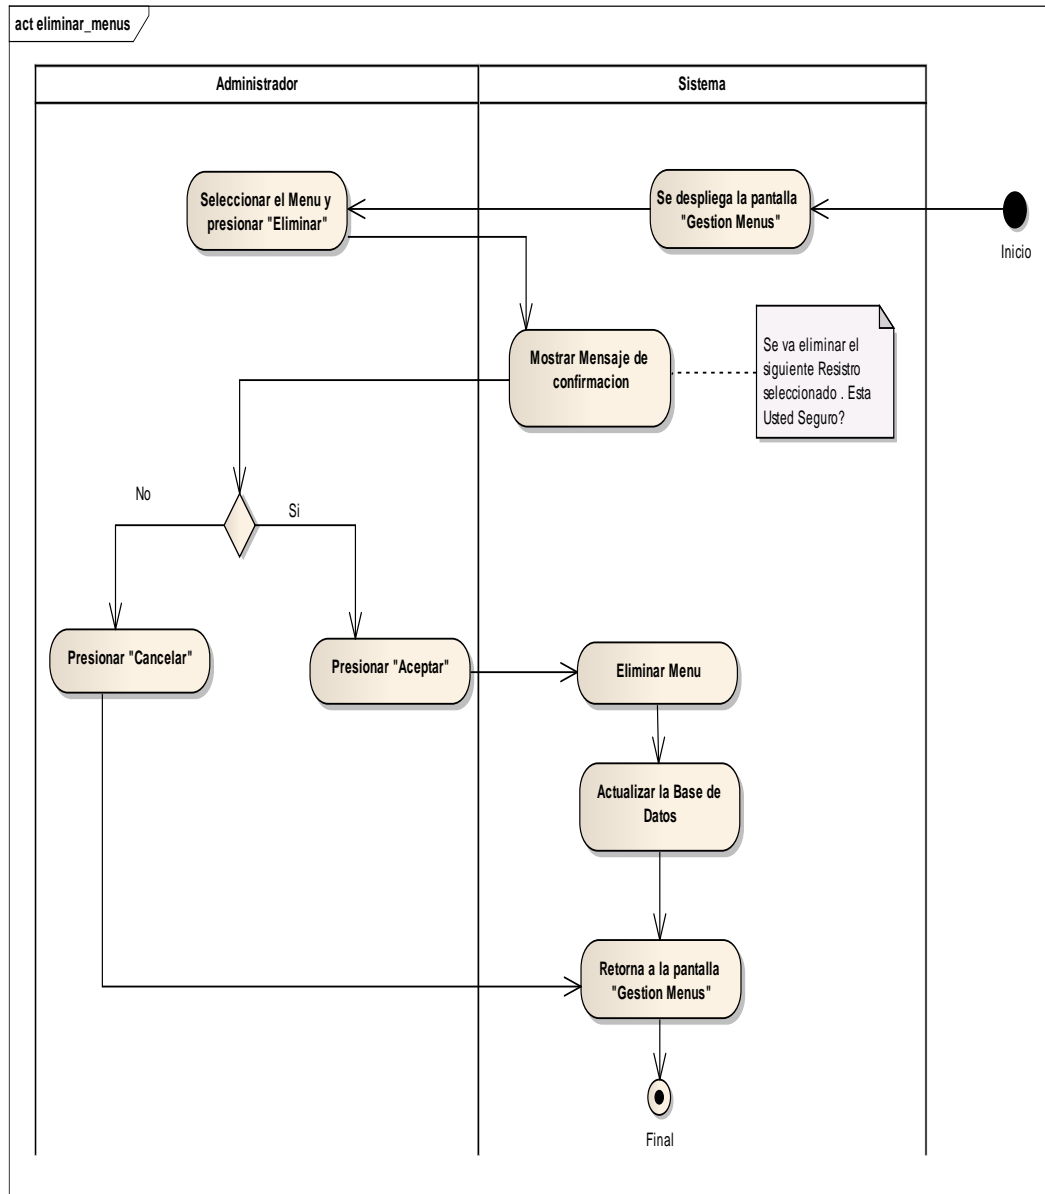 act eliminar_menus
Administrador
Sistema
Seleccionar el Menu y
presionar "Eliminar"
Se despliega la pantalla
"Gestion Menus"
Inicio
Mostrar Mensaje de
confirmacion
Se va eliminar el
siguiente Resistro
seleccionado . Esta
Usted Seguro?
No
Si
Presionar "Cancelar"
Presionar "Aceptar"
Eliminar Menu
Actualizar la Base de
Datos
Retorna a la pantalla
"Gestion Menus"
Final